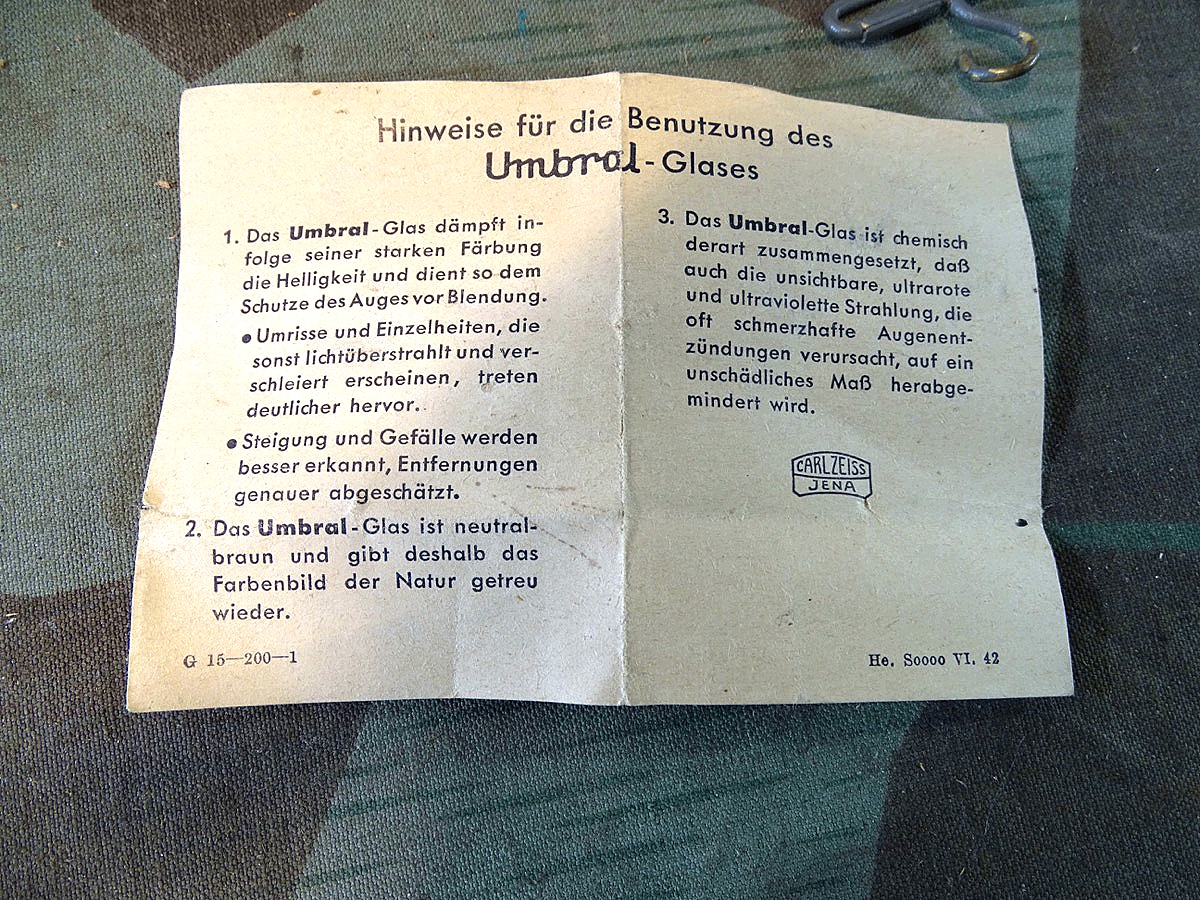 Hinweise für die Benutzung des
Umbral-Glases
1. Das Umbral-Glas dämpft in-
folge seiner starken Färbung
die Helligkeit und dient so dem
Schutze des Auges vor Blendung.
● Umrisse und Einzelheiten, die
sonst lichtüberstrahlt und ver-
schleiert erscheinen, treten
deutlicher hervor.
● Steigung und Gefälle werden
besser erkannt, Entfernungen
genauer abgeschätzt.
2. Das Umbral-Glas ist neutral-
braun und gibt deshalb das
Farbenbild der Natur getreu
wieder.
G 15—200—1
3. Das Umbral-Glas ist chemisch
derart zusammengesetzt, daß
auch die unsichtbare, ultrarote
und ultraviolette Strahlung, die
oft schmerzhafte Augenent-
zündungen verursacht, auf ein
unschädliches Maß herabge-
mindert wird.
CARL ZEISS
JENA
He. S0000 VI. 42